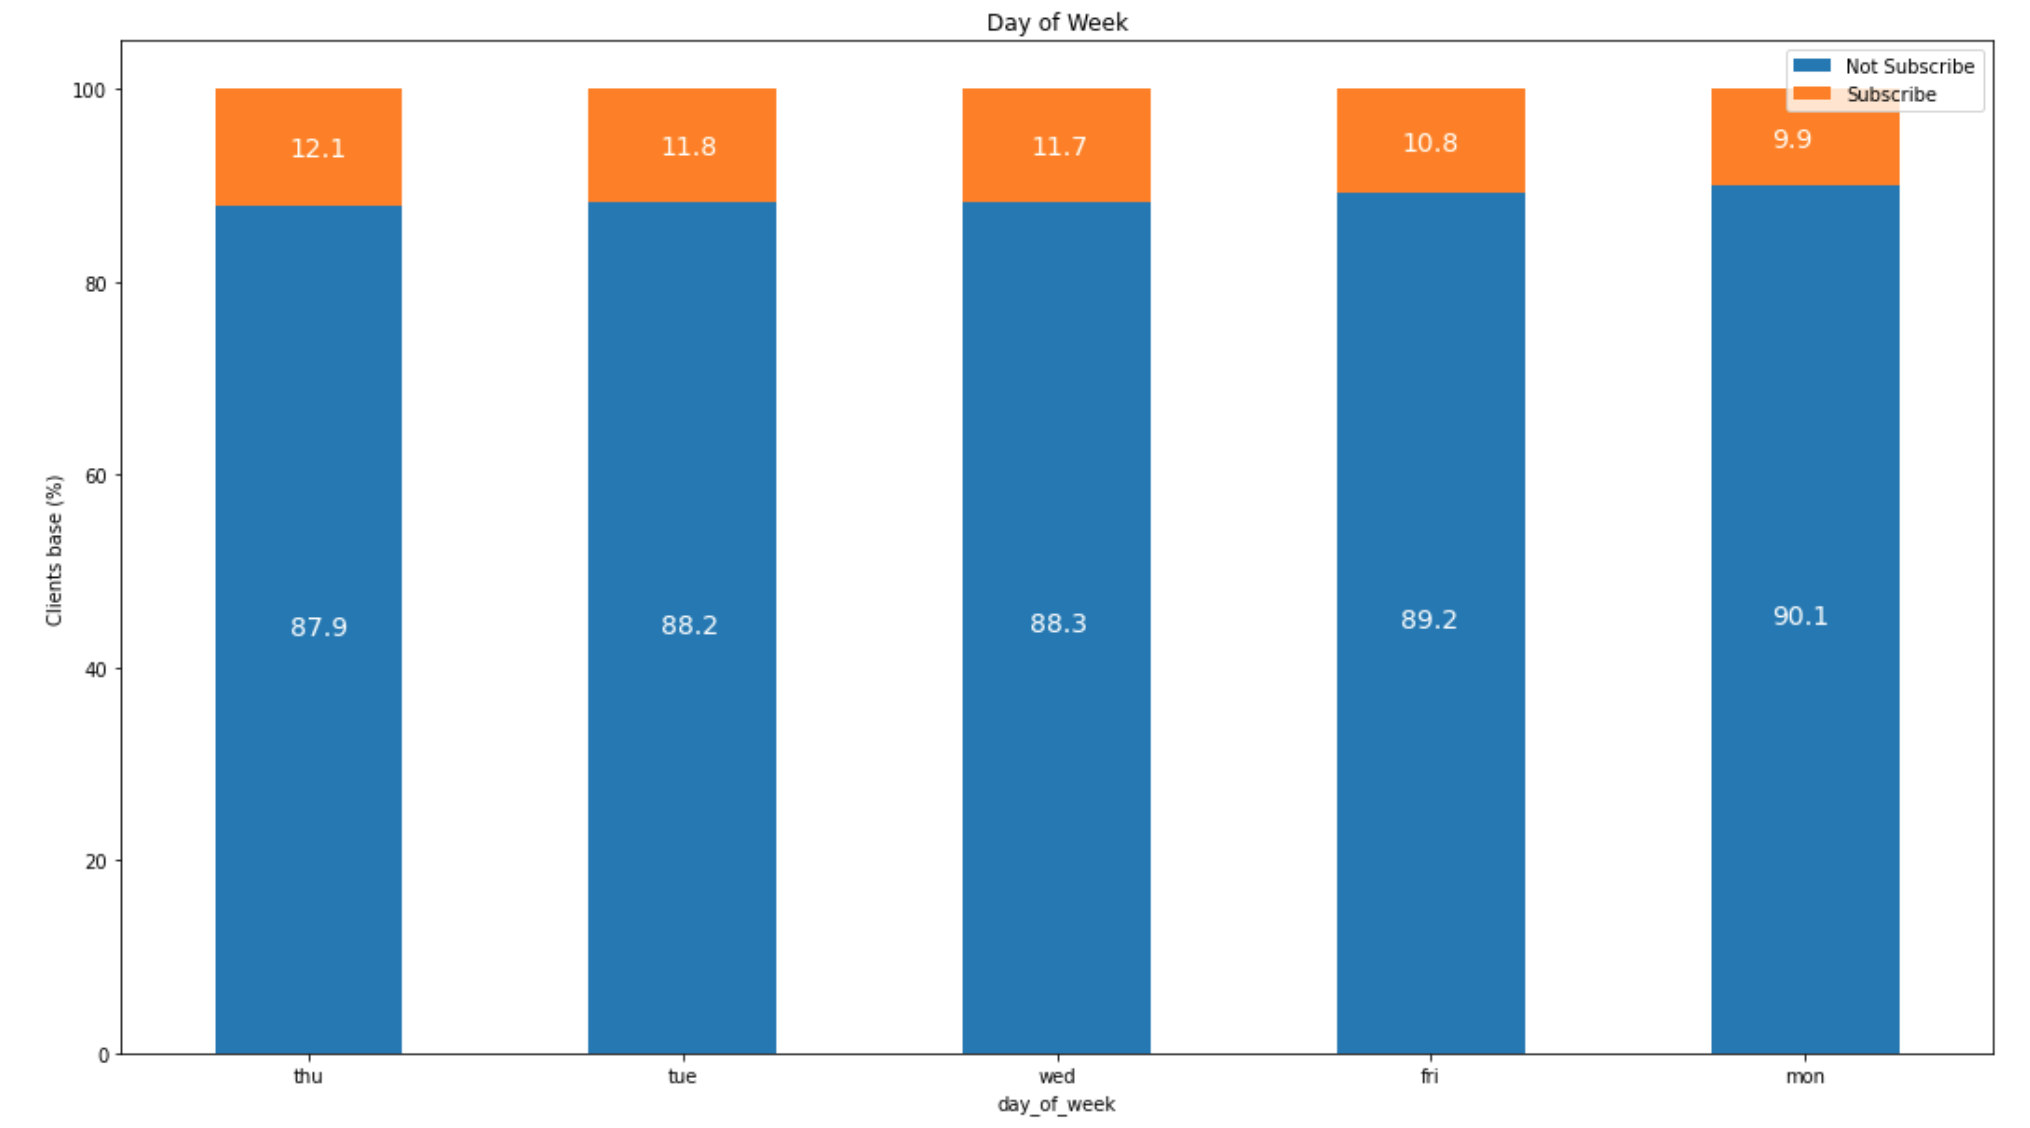 Day of Week
Not Subscribe
Subscribe
100
80
60
40
20
0
Clients base (%)
12.1
11.8
11.7
10.8
9.9
87.9
88.2
88.3
89.2
90.1
thu
tue
wed
fri
mon
day_of_week